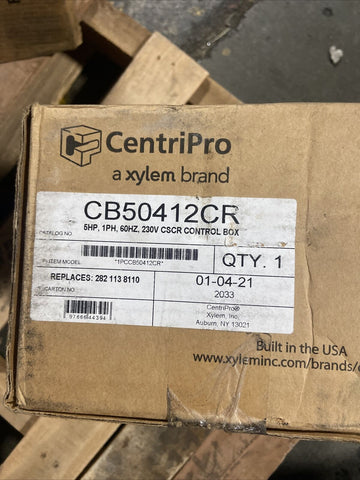 CentriPro
a xylem brand
CB50412CR
5HP, 1PH, 60HZ, 230V CSCR CONTROL BOX
CATALOG NO
*1PCCB50412CR*
ITEM MODEL
QTY. 1
REPLACES: 282 113 8110
01-04-21
2033
CARTON NO.
CentriPro®
Xylem, Inc.
Auburn, NY 13021
Built in the USA
www.xyleminc.com/brands/